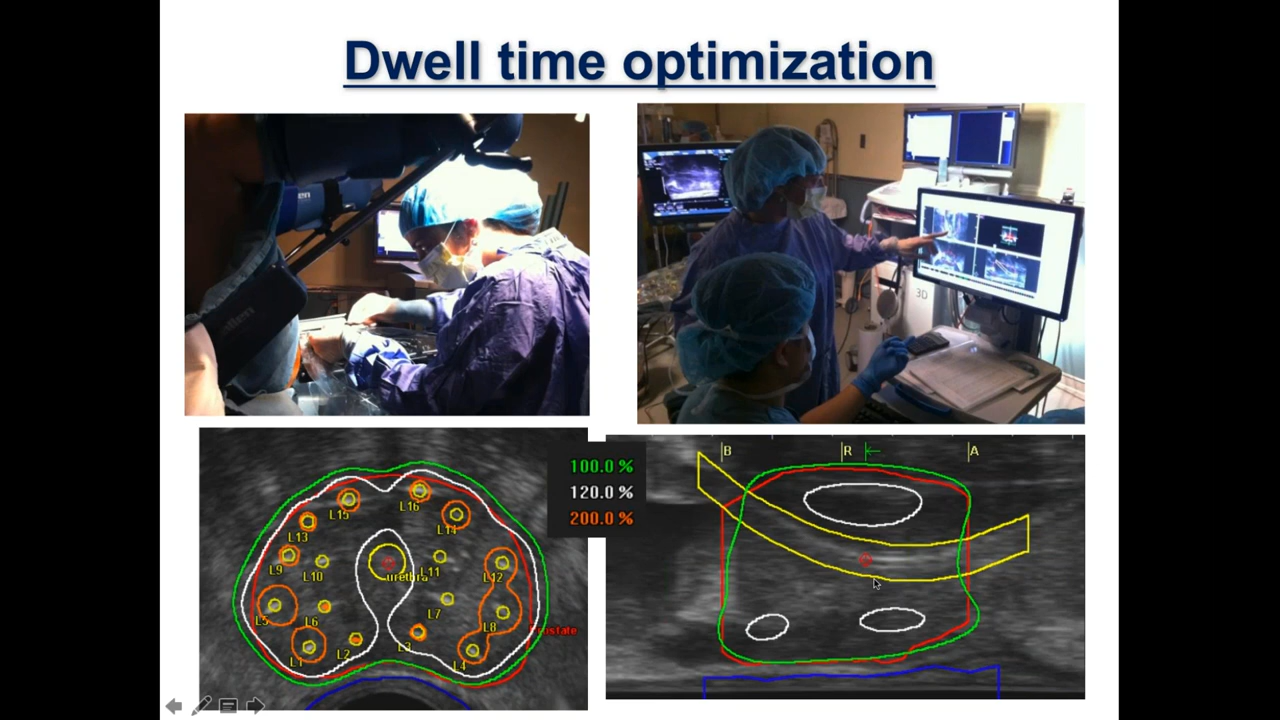 Dwell time optimization
3D
100.0 %
120.0 %
200.0 %
L16
L15
L14
L13
L9
L10
L11
L12
urethra
L5
L6
L7
L8
L1
L2
L3
L4
B
R
A